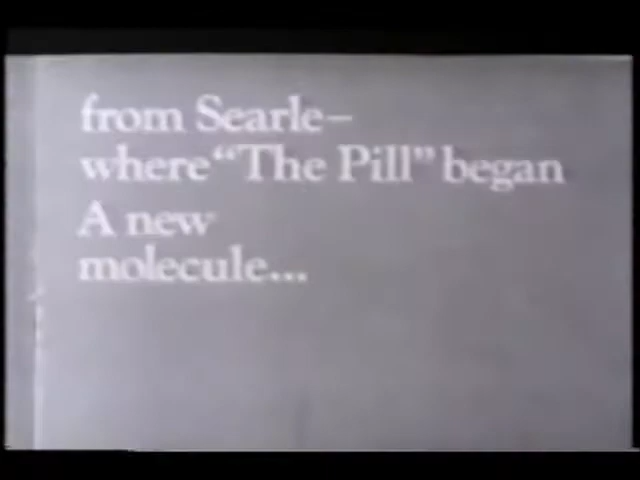 from Searle–
where “The Pill” began
A new
molecule...